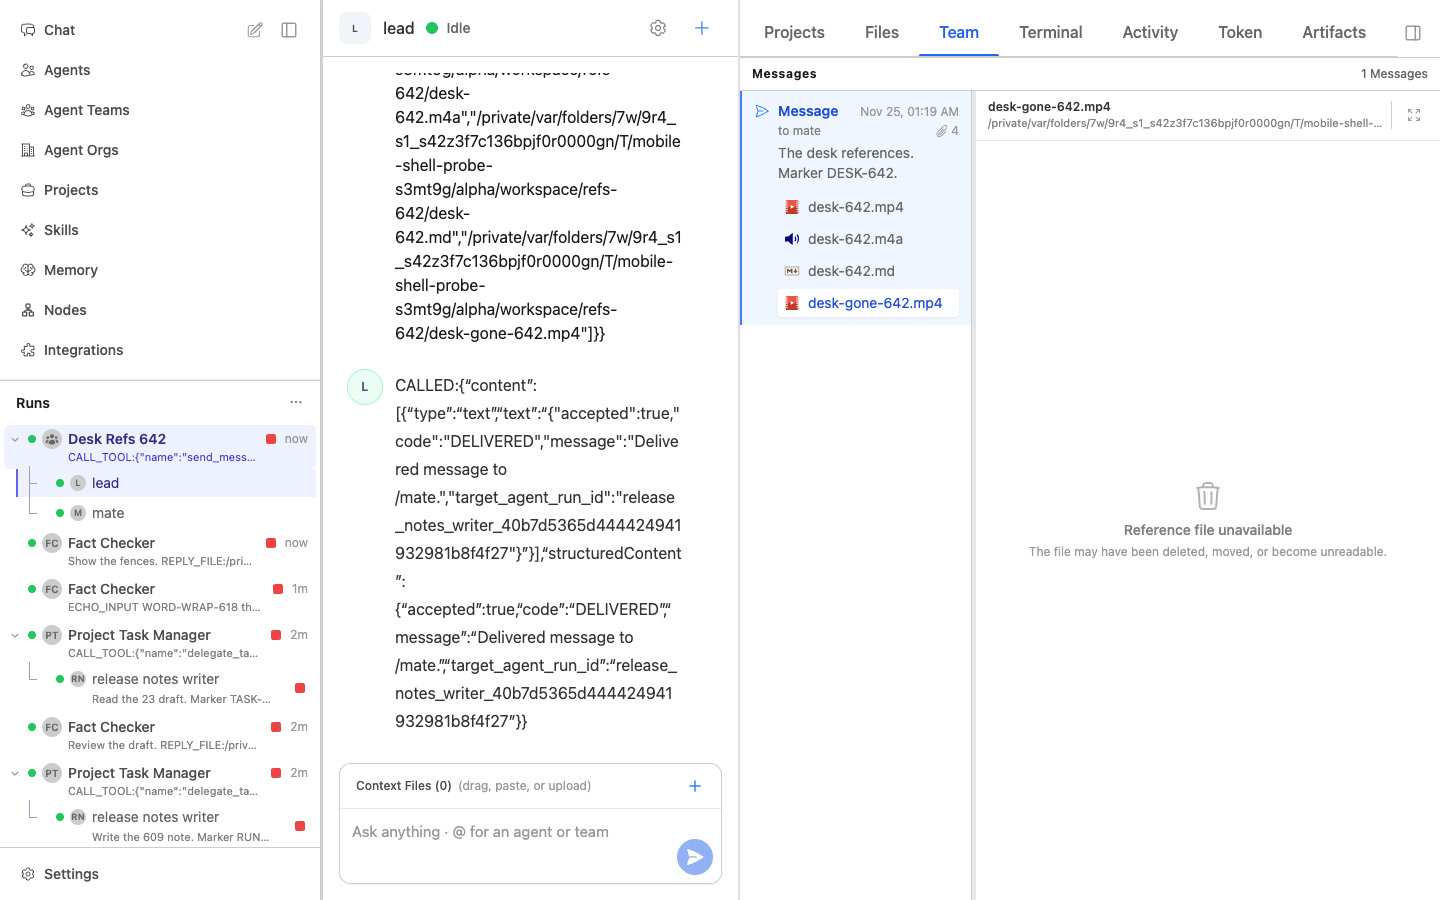 Chat
Agents
Agent Teams
Agent Orgs
Projects
Skills
Memory
Nodes
Integrations
Runs
Desk Refs 642
now
CALL_TOOL:{"name":"send_mess...
L
lead
M
mate
FC
Fact Checker
now
Show the fences. REPLY_FILE:/pri...
FC
Fact Checker
1m
ECHO_INPUT WORD-WRAP-618 th...
PT
Project Task Manager
2m
CALL_TOOL:{"name":"delegate_ta...
RN
release notes writer
Read the 23 draft. Marker TASK-...
FC
Fact Checker
2m
Review the draft. REPLY_FILE:/priv...
PT
Project Task Manager
2m
CALL_TOOL:{"name":"delegate_ta...
RN
release notes writer
Write the 609 note. Marker RUN...
Settings
L
lead
Idle
s3mt9g/alpha/workspace/refs-
642/desk-
642.m4a","/private/var/folders/7w/9r4_
s1_s42z3f7c136bpjf0r0000gn/T/mobile
-shell-probe-
s3mt9g/alpha/workspace/refs-
642/desk-
642.md","/private/var/folders/7w/9r4_s1
_s42z3f7c136bpjf0r0000gn/T/mobile-
shell-probe-
s3mt9g/alpha/workspace/refs-
642/desk-gone-642.mp4"]}}
L
CALLED:{“content”:
[{“type”:“text”,“text”:“{"accepted":true,"
code":"DELIVERED","message":"Delive
red message to
/mate.","target_agent_run_id":"release
_notes_writer_40b7d5365d444424941
932981b8f4f27"}”}],“structuredContent
”:
{“accepted”:true,“code”:“DELIVERED”,“
message”:“Delivered message to
/mate.”,“target_agent_run_id”:“release_
notes_writer_40b7d5365d444424941
932981b8f4f27”}}
Context Files (0) (drag, paste, or upload)
Ask anything · @ for an agent or team
Projects
Files
Team
Terminal
Activity
Token
Artifacts
Messages
1 Messages
Message
Nov 25, 01:19 AM
to mate
4
The desk references.
Marker DESK-642.
desk-642.mp4
desk-642.m4a
M
desk-642.md
desk-gone-642.mp4
desk-gone-642.mp4
/private/var/folders/7w/9r4_s1_s42z3f7c136bpjf0r0000gn/T/mobile-shell-...
Reference file unavailable
The file may have been deleted, moved, or become unreadable.